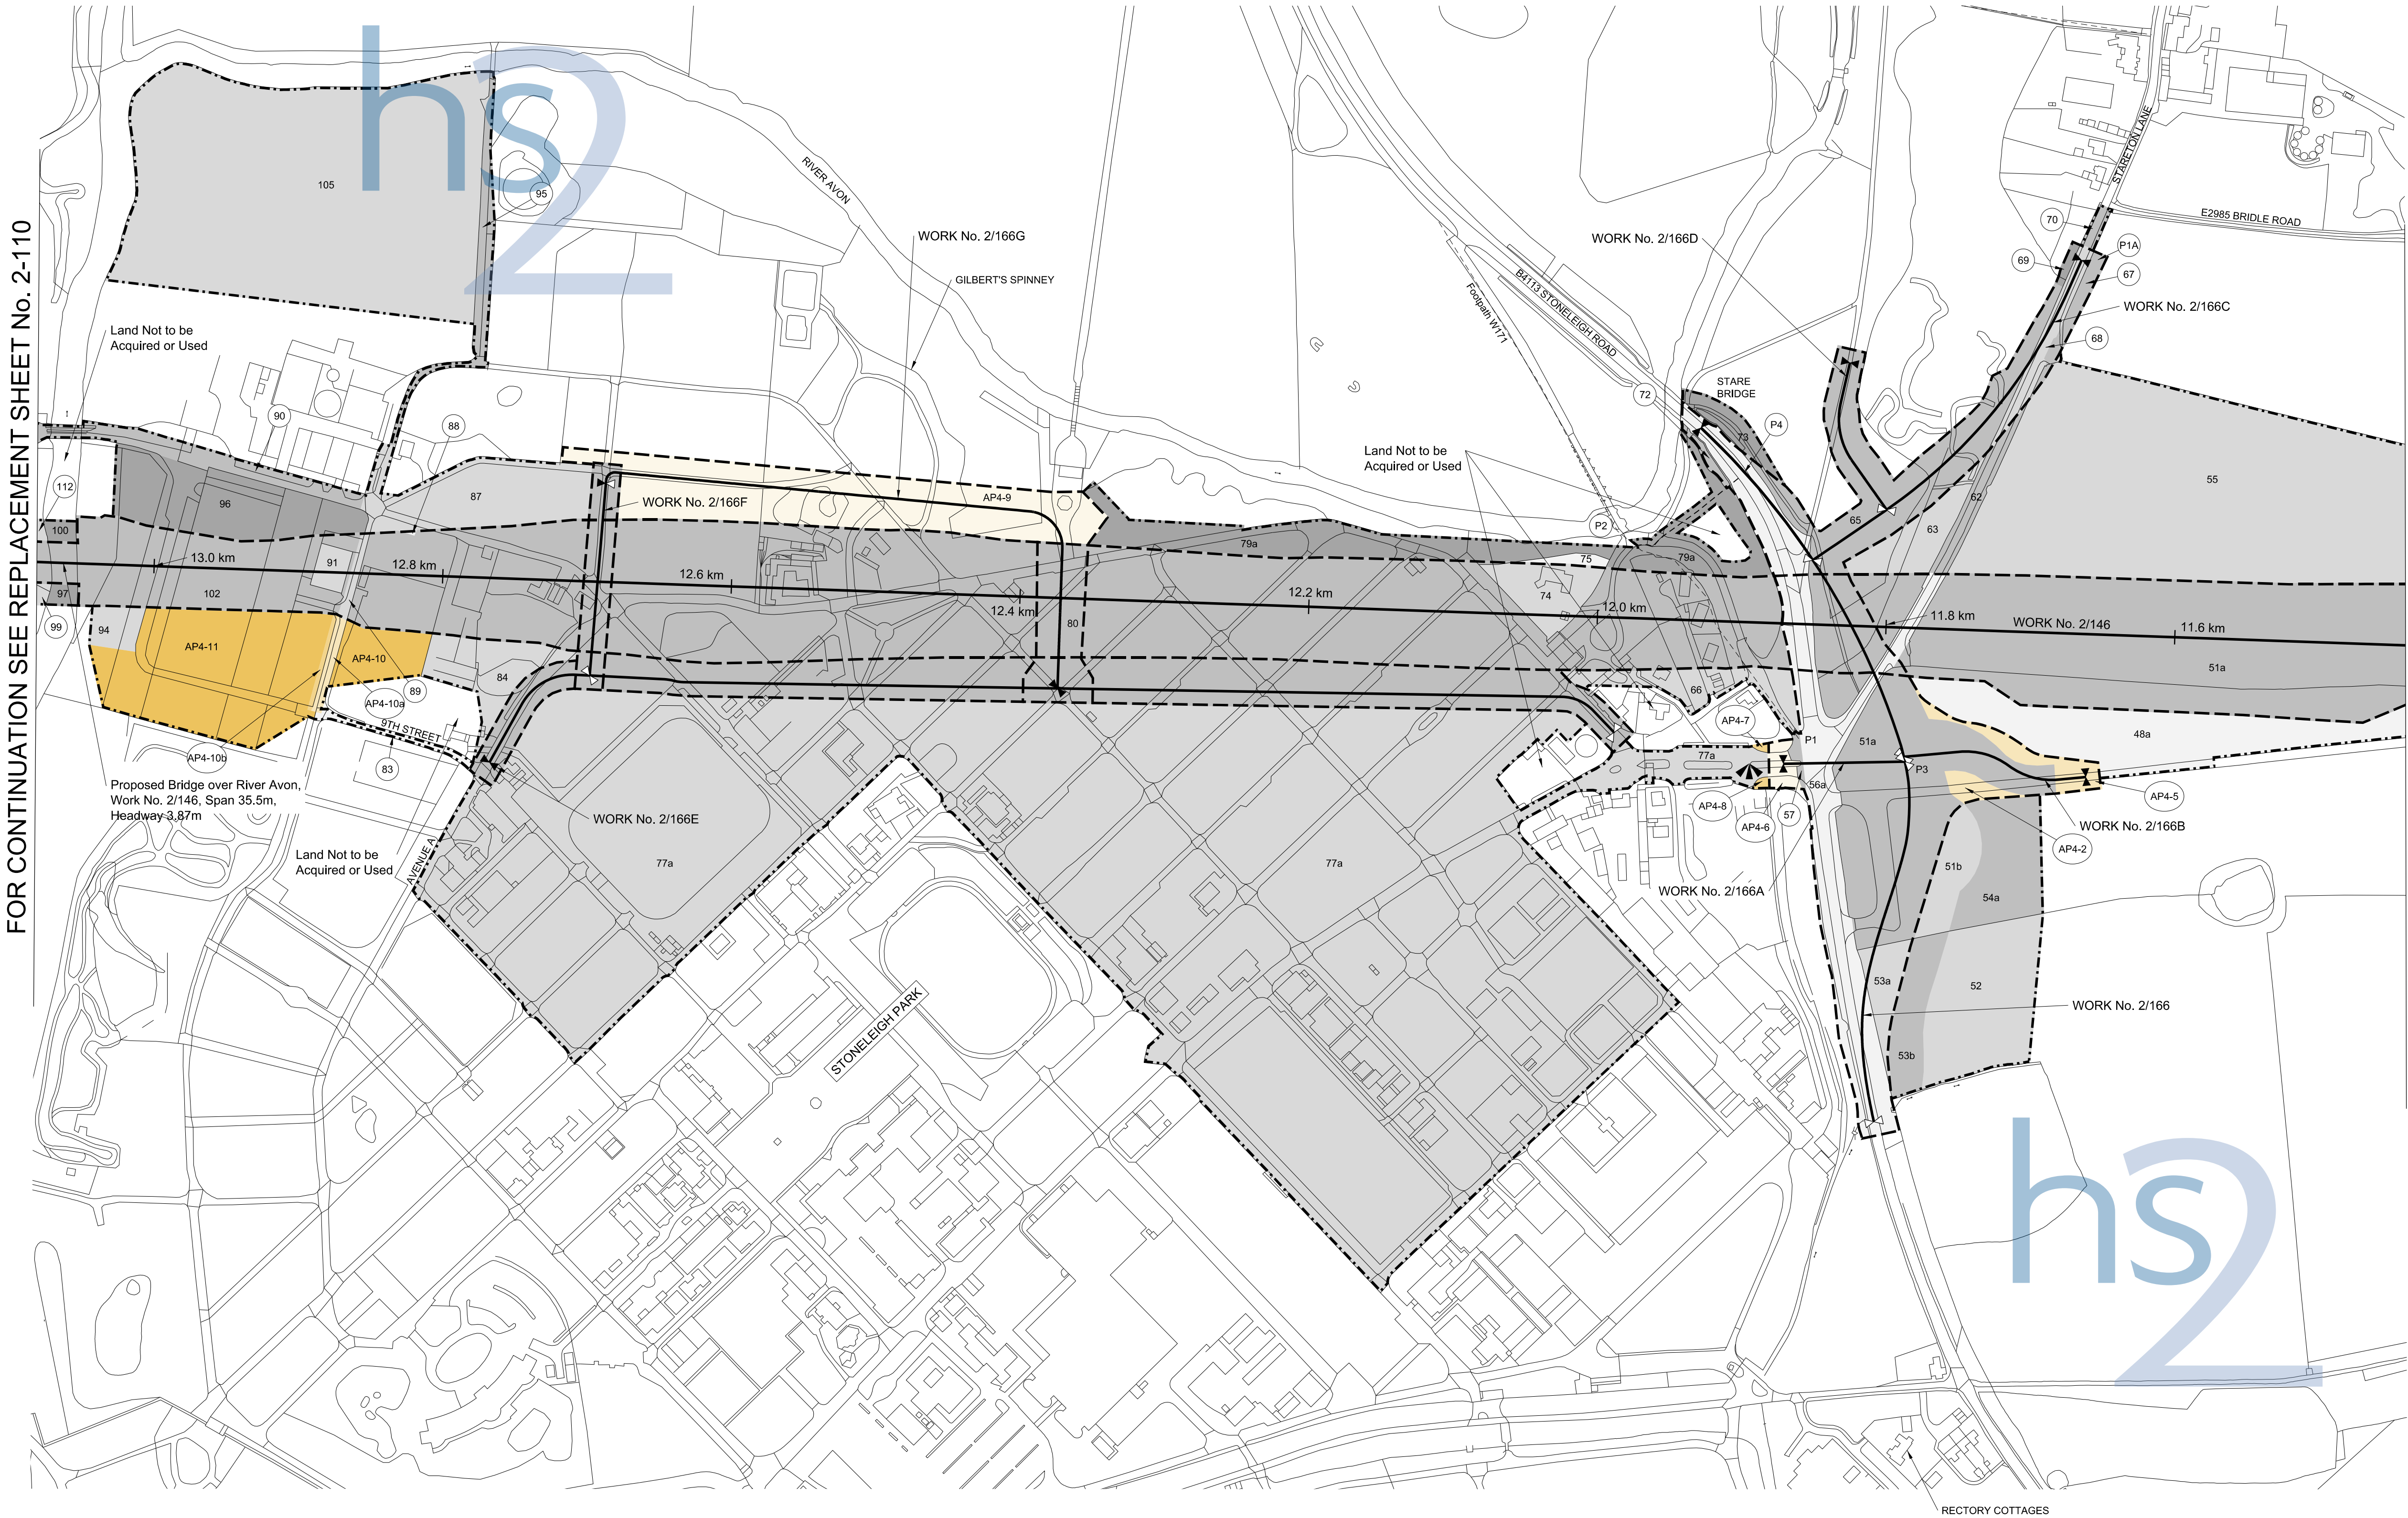 FOR CONTINUATION SEE REPLACEMENT SHEET No. 2-110
hs2
105
95
RIVER AVON
WORK No. 2/166G
GILBERT'S SPINNEY
Land Not to be
Acquired or Used
90
88
112
96
87
100
13.0 km
12.8 km
91
97
102
99
94
AP4-11
AP4-10
89
AP4-10a
84
9TH STREET
83
AP4-10b
Proposed Bridge over River Avon,
Work No. 2/146, Span 35.5m,
Headway 3.87m
Land Not to be
Acquired or Used
AVENUE A
WORK No. 2/166F
AP4-9
12.6 km
12.4 km
80
WORK No. 2/166E
77a
STONELEIGH PARK
79a
12.2 km
77a
Footpath W171
B4113 STONELEIGH ROAD
WORK No. 2/166D
STARE
BRIDGE
72
73
P4
Land Not to be
Acquired or Used
P2
75
79a
74
12.0 km
66
AP4-7
P1
77a
56a
AP4-8
AP4-6
57
WORK No. 2/166A
STARETON LANE
E2985 BRIDLE ROAD
70
P1A
69
67
WORK No. 2/166C
68
55
62
65
63
11.8 km
WORK No. 2/146
11.6 km
51a
48a
51a
P3
AP4-5
WORK No. 2/166B
AP4-2
51b
54a
53a
52
WORK No. 2/166
53b
hs2
RECTORY COTTAGES